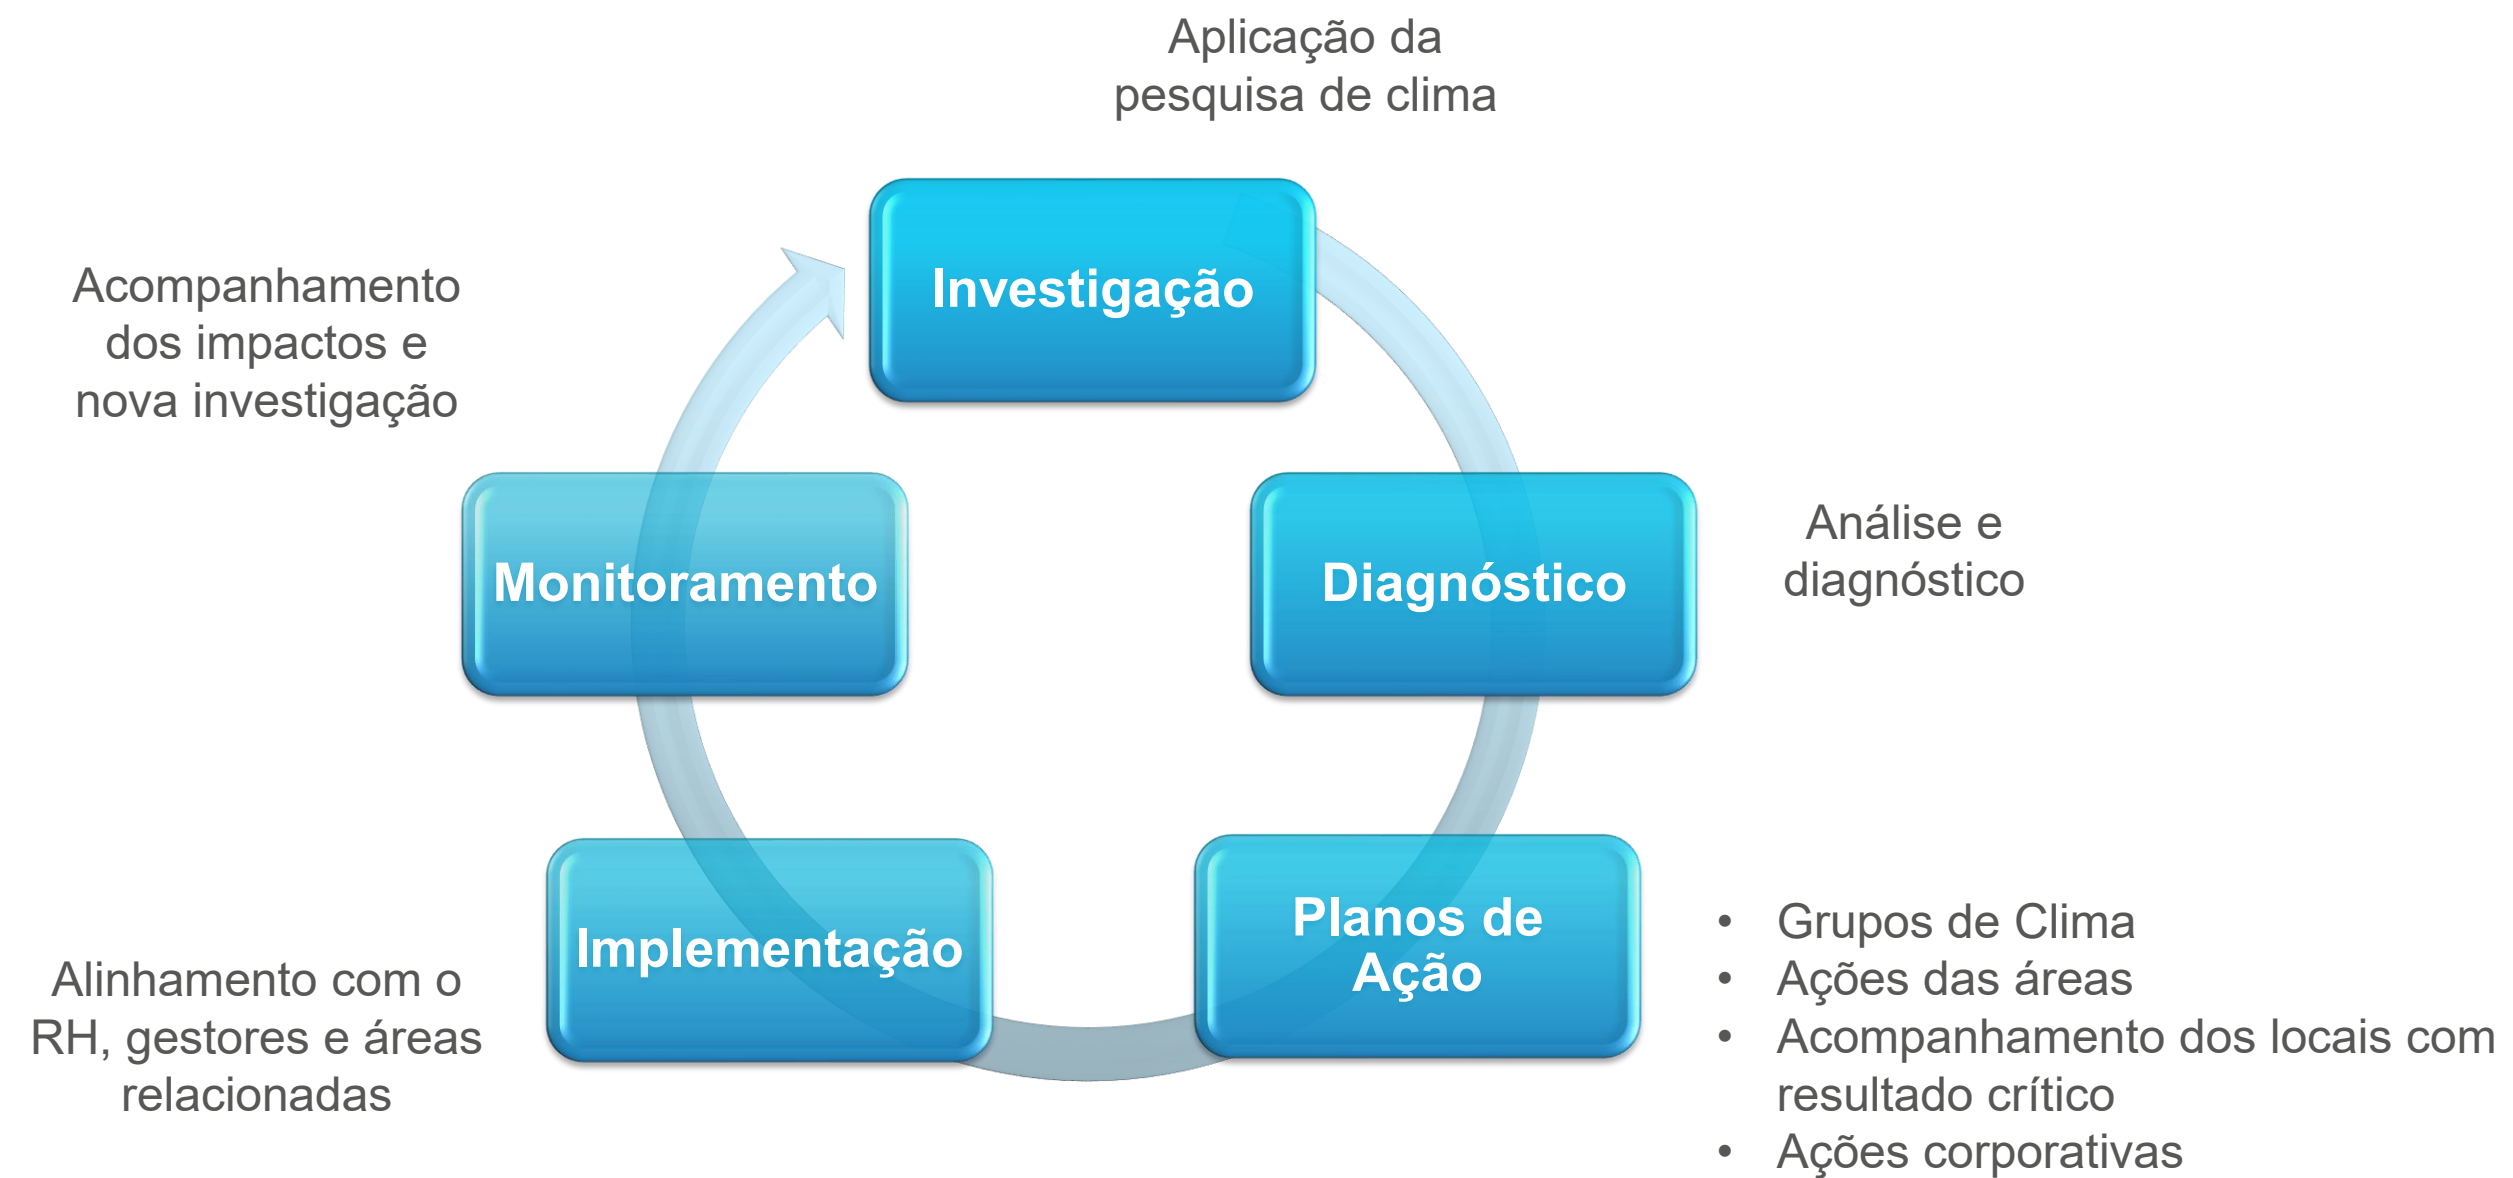 Aplicação da
pesquisa de clima
Investigação
Acompanhamento
dos impactos e
nova investigação
Monitoramento
Diagnóstico
Análise e
diagnóstico
Implementação
Planos de
Ação
Alinhamento com o
RH, gestores e áreas
relacionadas
• Grupos de Clima
• Ações das áreas
• Acompanhamento dos locais com
resultado crítico
• Ações corporativas